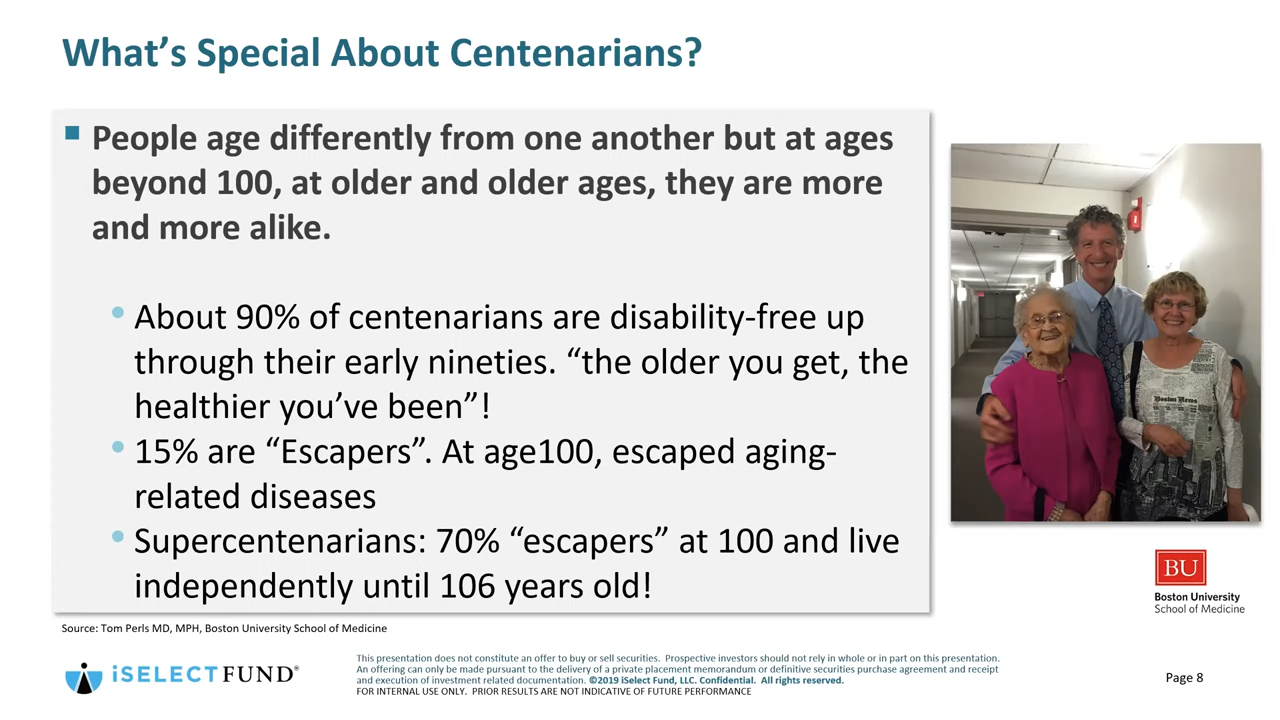 What's Special About Centenarians?
People age differently from one another but at ages
beyond 100, at older and older ages, they are more
and more alike.
About 90% of centenarians are disability-free up
through their early nineties. “the older you get, the
healthier you’ve been”!
15% are “Escapers”. At age100, escaped aging-
related diseases
Supercentenarians: 70% “escapers” at 100 and live
independently until 106 years old!
Boston News
BU
Boston University
School of Medicine
Source: Tom Perls MD, MPH, Boston University School of Medicine
iSELECTFUND®
This presentation does not constitute an offer to buy or sell securities. Prospective investors should not rely in whole or in part on this presentation.
An offering can only be made pursuant to the delivery of a private placement memorandum or definitive securities purchase agreement and receipt
and execution of investment related documentation. ©2019 iSelect Fund, LLC. Confidential. All rights reserved.
FOR INTERNAL USE ONLY. PRIOR RESULTS ARE NOT INDICATIVE OF FUTURE PERFORMANCE
Page 8